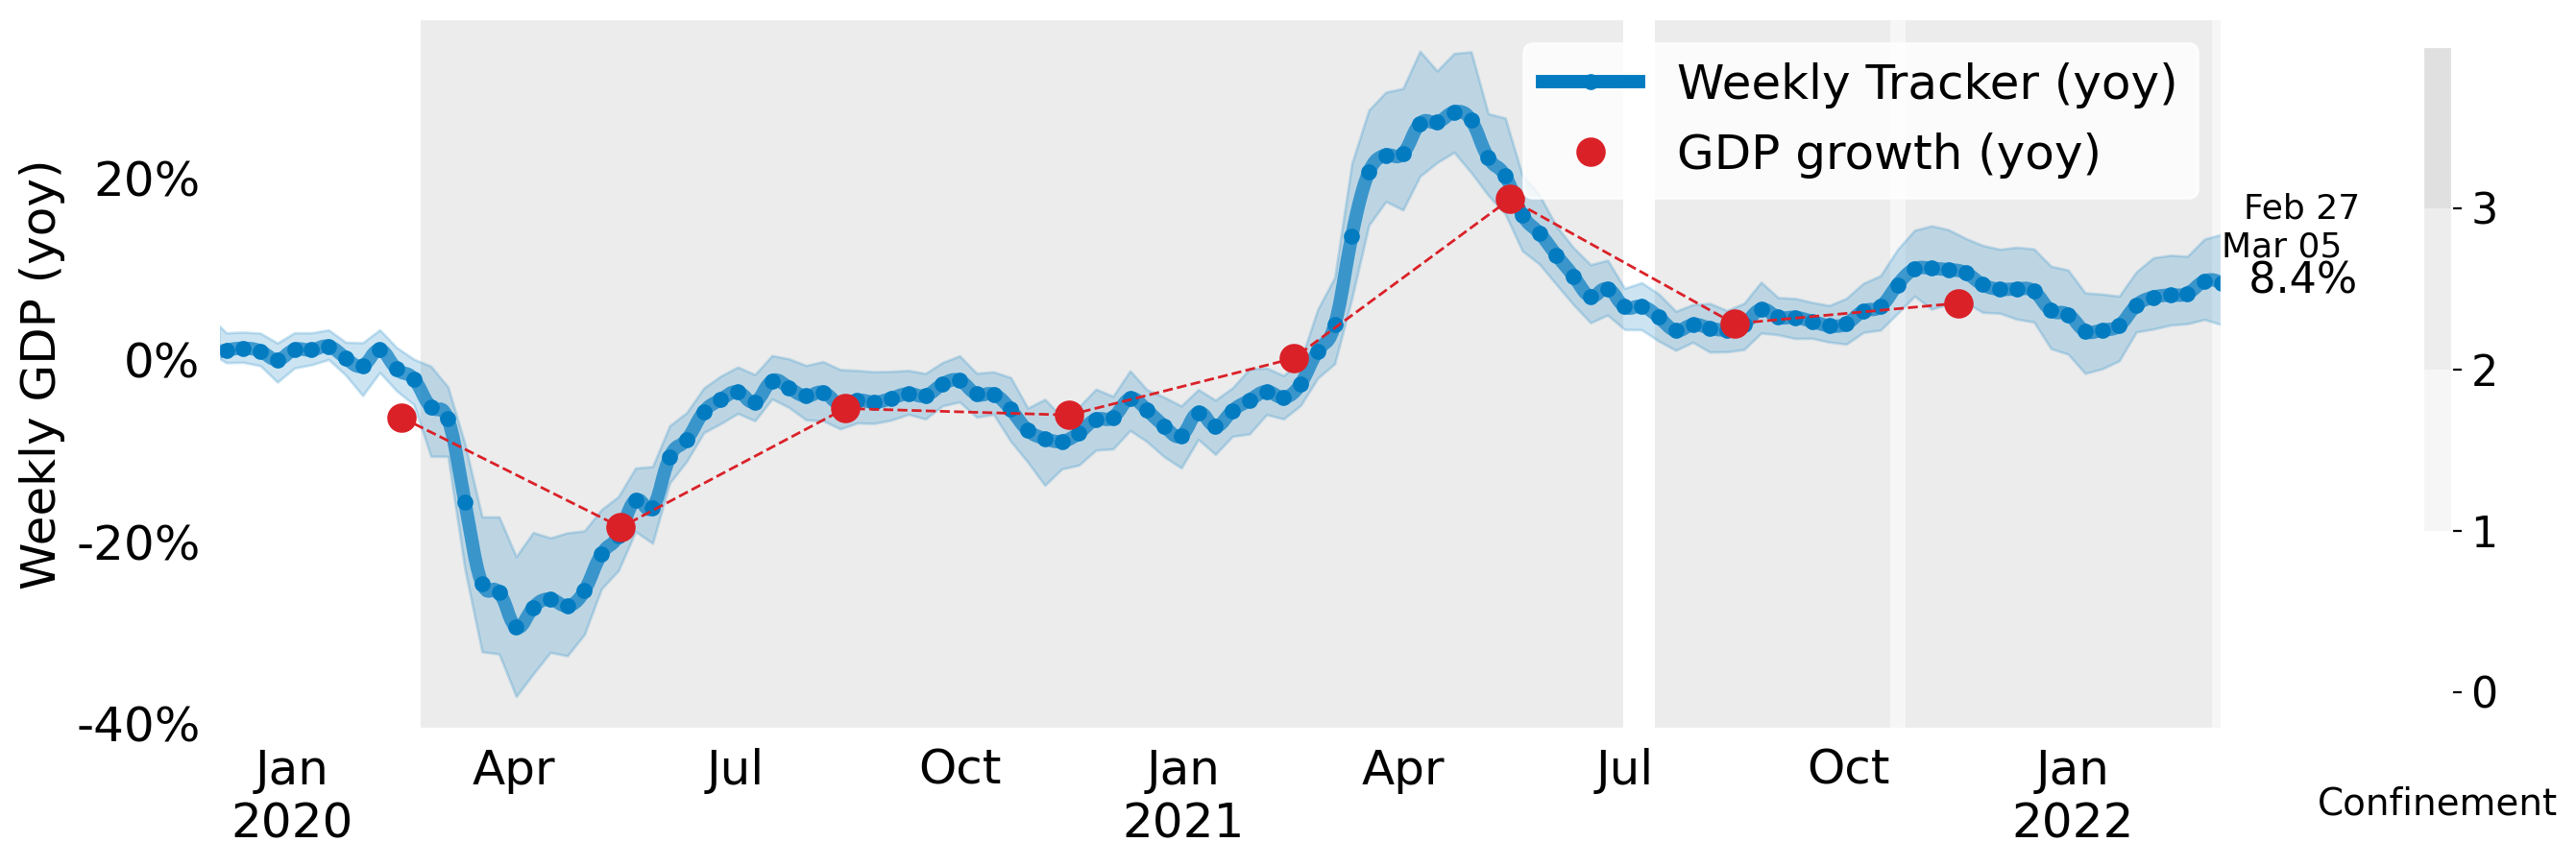 Weekly GDP (yoy)
20%
0%
-20%
-40%
Weekly Tracker (yoy)
GDP growth (yoy)
Feb 27
Mar 05
8.4%
3
2
1
0
Jan
2020
Apr
Jul
Oct
Jan
2021
Apr
Jul
Oct
Jan
2022
Confinement